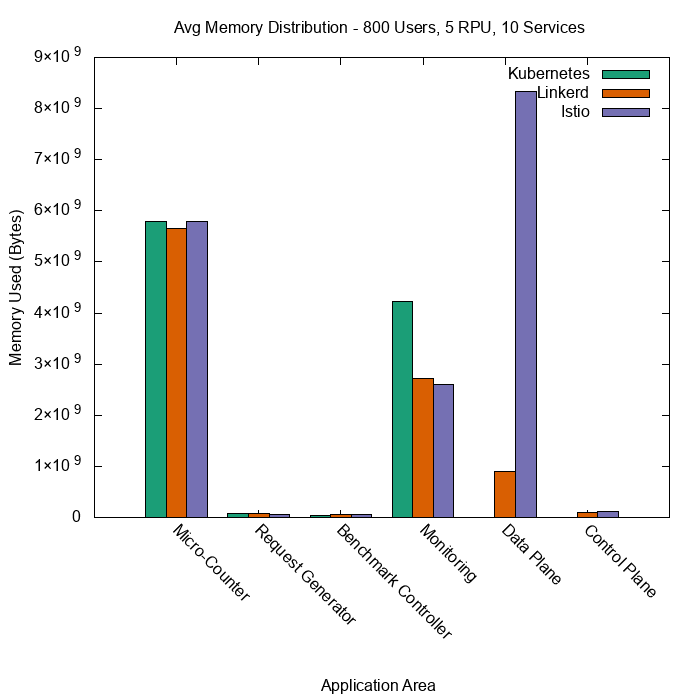 Avg Memory Distribution - 800 Users, 5 RPU, 10 Services
Kubernetes
Linkerd
Istio
Memory Used (Bytes)
9×10 9
8×10 9
7×10 9
6×10 9
5×10 9
4×10 9
3×10 9
2×10 9
1×10 9
0
Micro-Counter
Request Generator
Benchmark Controller
Monitoring
Data Plane
Control Plane
Application Area